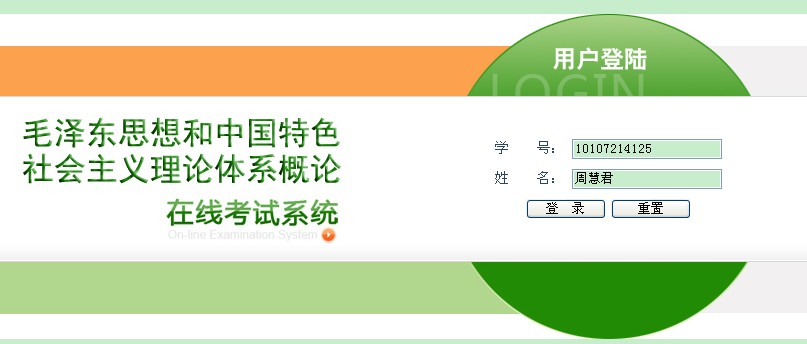 用户登陆
LOGIN
毛泽东思想和中国特色
社会主义理论体系概论
在线考试系统
On-line Examination System
学 号: 10107214125
姓 名: 周慧君
登 录 重置